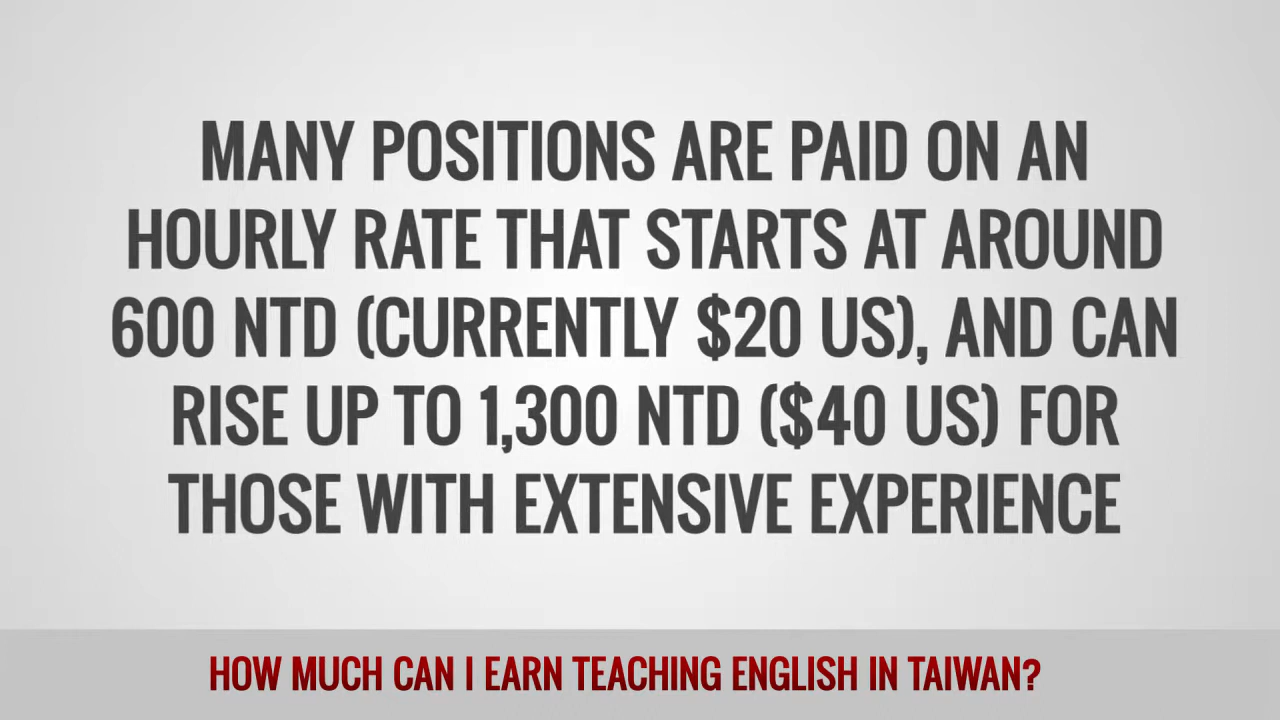 MANY POSITIONS ARE PAID ON AN
HOURLY RATE THAT STARTS AT AROUND
600 NTD (CURRENTLY $20 US), AND CAN
RISE UP TO 1,300 NTD ($40 US) FOR
THOSE WITH EXTENSIVE EXPERIENCE
HOW MUCH CAN I EARN TEACHING ENGLISH IN TAIWAN?